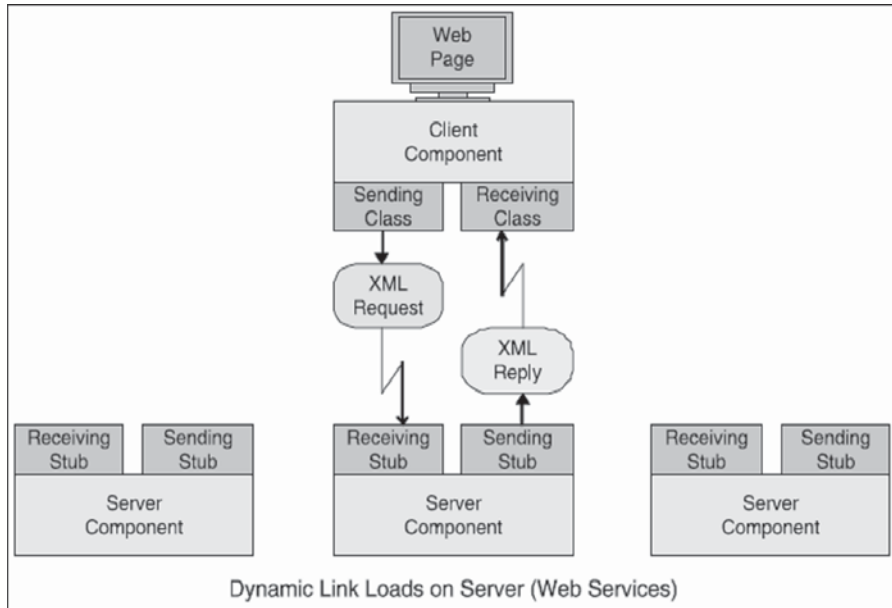 Web
Page
Client
Component
Sending
Class
Receiving
Class
XML
Request
XML
Reply
Receiving
Stub
Sending
Stub
Server
Component
Receiving
Stub
Sending
Stub
Server
Component
Receiving
Stub
Sending
Stub
Server
Component
Dynamic Link Loads on Server (Web Services)